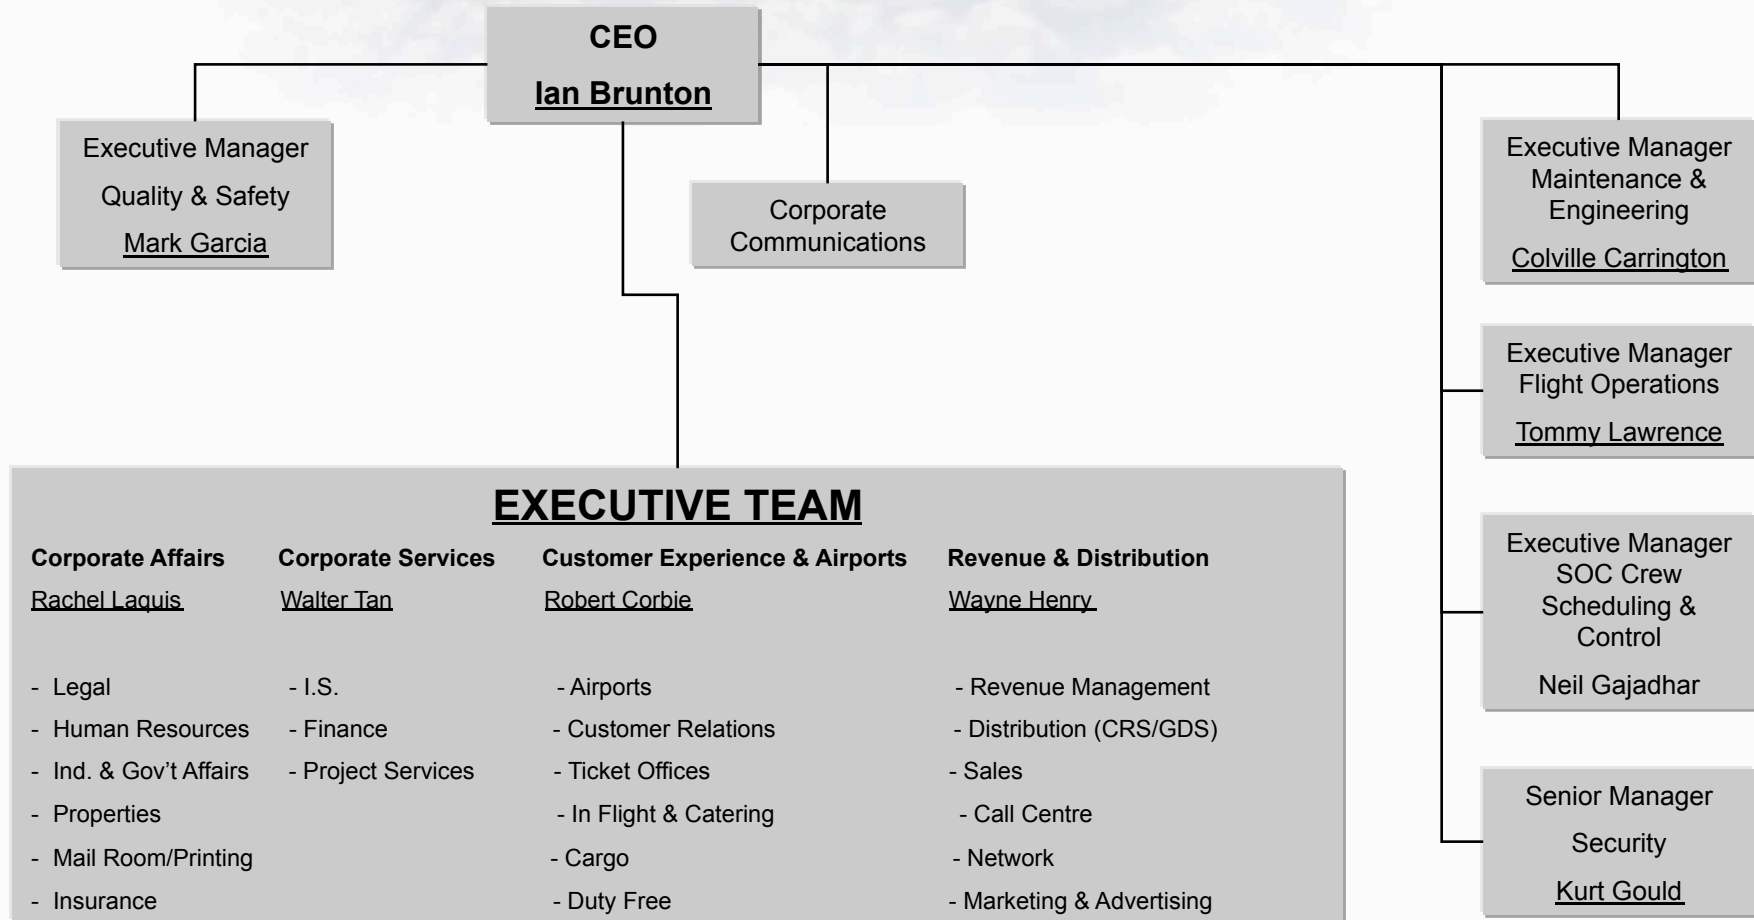 CEO
Ian Brunton
Executive Manager
Quality & Safety
Mark Garcia
Corporate
Communications
Executive Manager
Maintenance &
Engineering
Colville Carrington
Executive Manager
Flight Operations
Tommy Lawrence
Executive Manager
SOC Crew
Scheduling &
Control
Neil Gajadhar
Senior Manager
Security
Kurt Gould
EXECUTIVE TEAM
Corporate Affairs
Rachel Laquis
- Legal
- Human Resources
- Ind. & Gov’t Affairs
- Properties
- Mail Room/Printing
- Insurance
Corporate Services
Walter Tan
- I.S.
- Finance
- Project Services
Customer Experience & Airports
Robert Corbie
- Airports
- Customer Relations
- Ticket Offices
- In Flight & Catering
- Cargo
- Duty Free
Revenue & Distribution
Wayne Henry
- Revenue Management
- Distribution (CRS/GDS)
- Sales
- Call Centre
- Network
- Marketing & Advertising